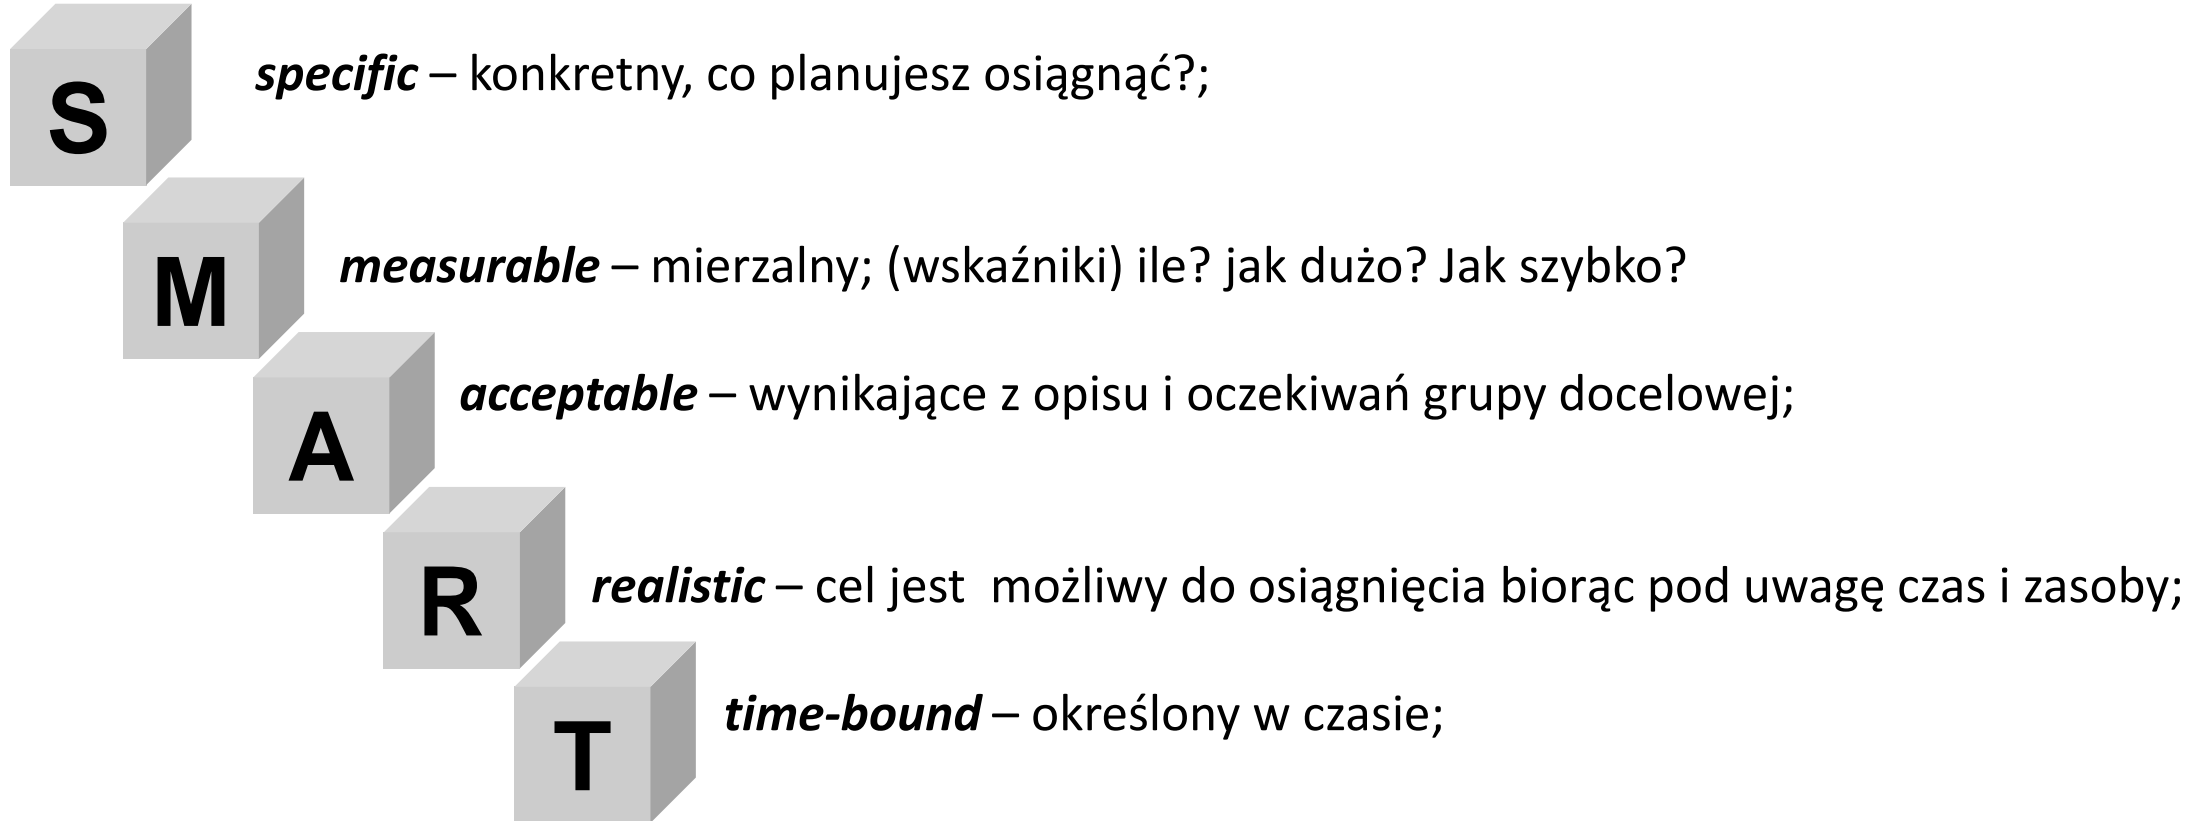 S
specific – konkretny, co planujesz osiągnąć?;
M
measurable – mierzalny; (wskaźniki) ile? jak dużo? Jak szybko?
A
acceptable – wynikające z opisu i oczekiwań grupy docelowej;
R
realistic – cel jest  możliwy do osiągnięcia biorąc pod uwagę czas i zasoby;
T
time-bound – określony w czasie;